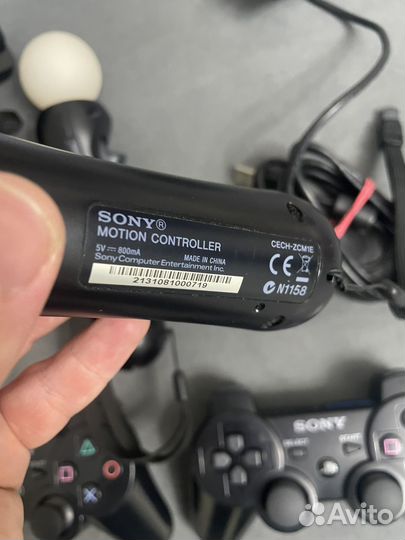 SONY®
MOTION CONTROLLER
CECH-ZCM1E
5V 800mA
MADE IN CHINA
Sony Computer Entertainment Inc.
2131081000719
CE
N1158
SONY
SELECT
START
Avito